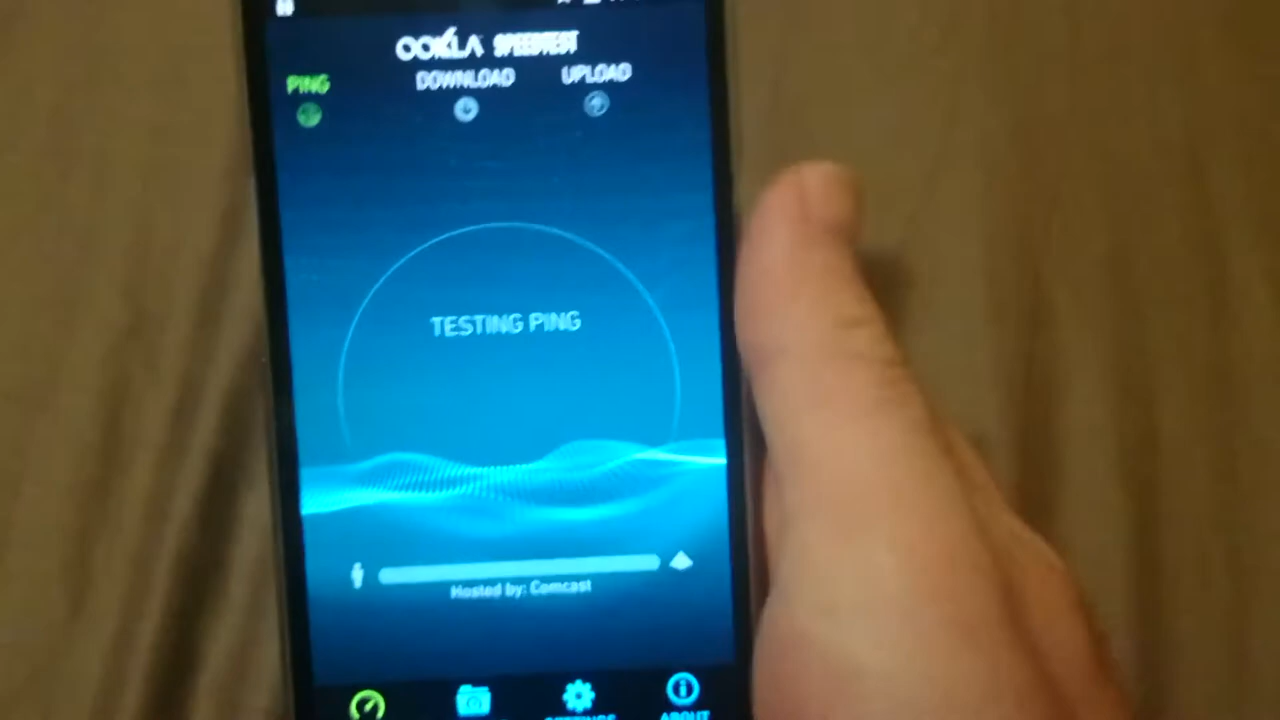 OOKLA SPEEDTEST
PING
DOWNLOAD
UPLOAD
TESTING PING
Hosted by: Comcast
SETTINGS
ABOUT